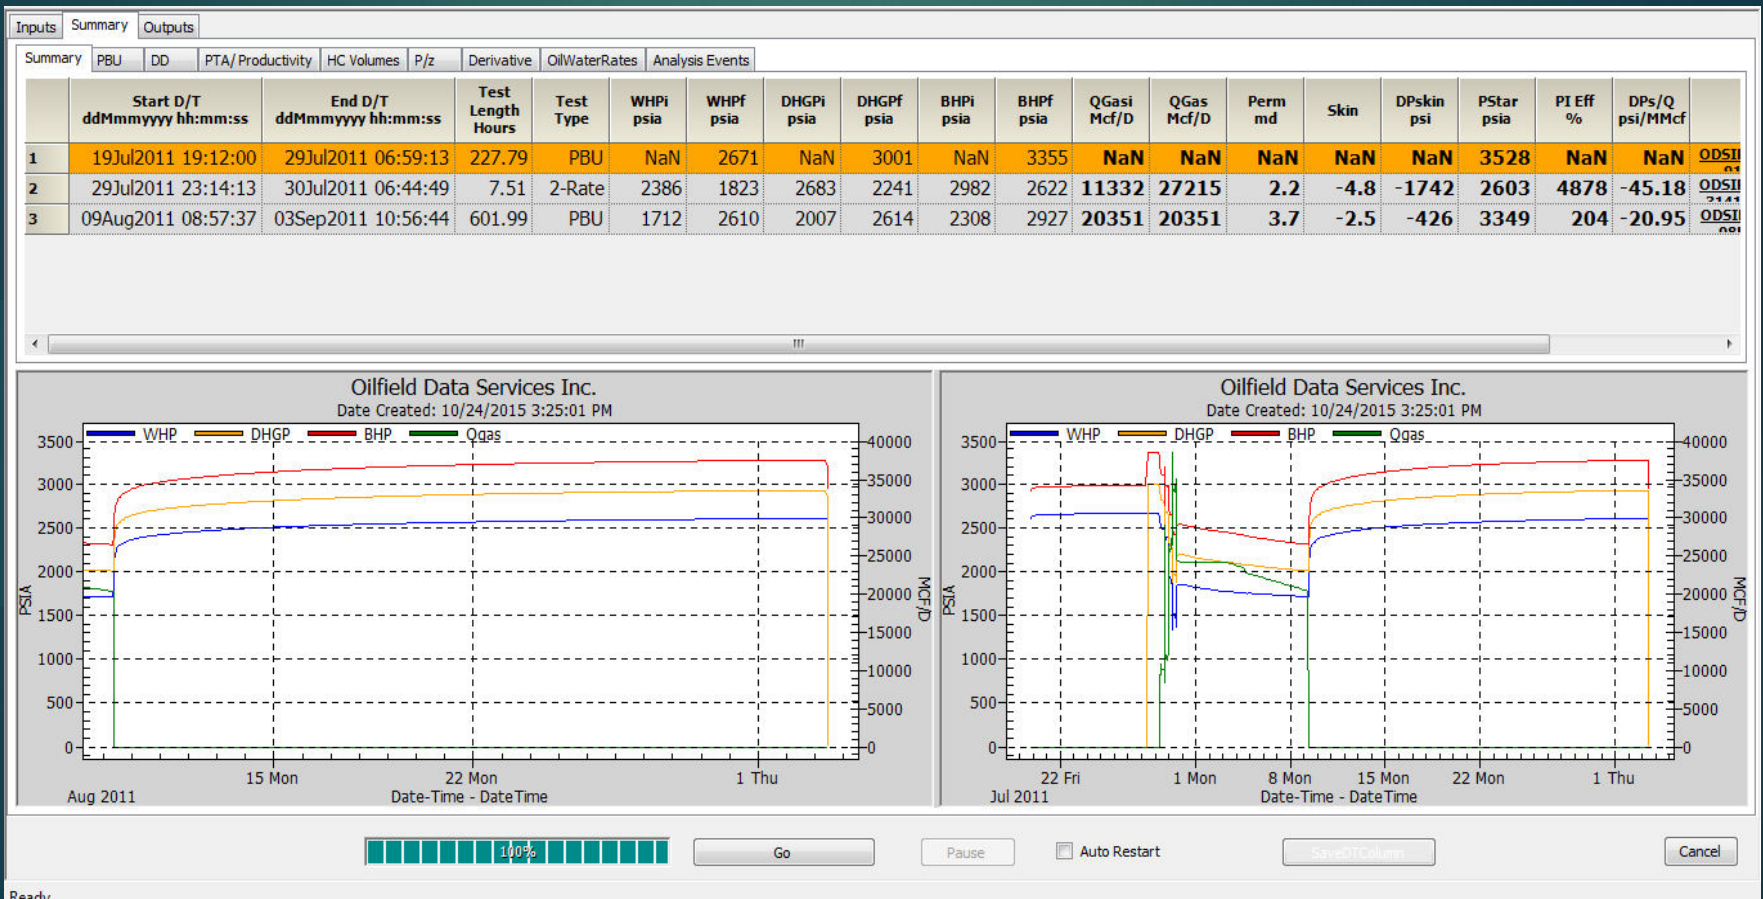 Inputs Summary Outputs
Summary PBU DD PTA/Productivity HC Volumes P/z Derivative OilWaterRates Analysis Events
Start D/T ddMmmyyyy hh:mm:ss End D/T ddMmmyyyy hh:mm:ss Test Length Hours Test Type WHPi psia WHPf psia DHGPi psia DHGPf psia BHPi psia BHPf psia QGasi Mcf/D QGas Mcf/D Perm md Skin DPskin psi PStar psia PI Eff % DPs/Q psi/MMcf
1 19Jul2011 19:12:00 29Jul2011 06:59:13 227.79 PBU NaN 2671 NaN 3001 NaN 3355 NaN NaN NaN NaN NaN 3528 NaN NaN
2 29Jul2011 23:14:13 30Jul2011 06:44:49 7.51 2-Rate 2386 1823 2683 2241 2982 2622 11332 27215 2.2 -4.8 -1742 2603 4878 -45.18
3 09Aug2011 08:57:37 03Sep2011 10:56:44 601.99 PBU 1712 2610 2007 2614 2308 2927 20351 20351 3.7 -2.5 -426 3349 204 -20.95
Oilfield Data Services Inc.
Date Created: 10/24/2015 3:25:01 PM
WHP DHGP BHP Qgas
3500
3000
2500
2000
1500
1000
500
0
PSIA
40000
35000
30000
25000
20000
15000
10000
5000
0
MCF/D
15 Mon 22 Mon 1 Thu
Aug 2011 Date-Time - DateTime
Oilfield Data Services Inc.
Date Created: 10/24/2015 3:25:01 PM
WHP DHGP BHP Qgas
3500
3000
2500
2000
1500
1000
500
0
PSIA
40000
35000
30000
25000
20000
15000
10000
5000
0
MCF/D
22 Fri 1 Mon 8 Mon 15 Mon 22 Mon 1 Thu
Jul 2011 Date-Time - DateTime
100% Go Pause Auto Restart SaveDTColumn Cancel
Ready